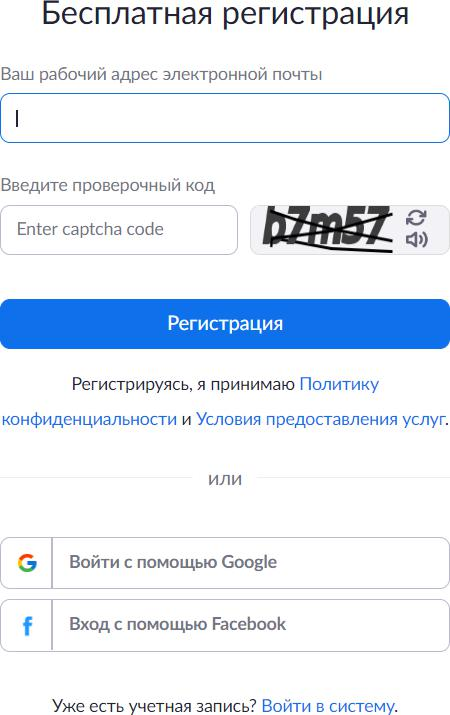 Бесплатная регистрация
Ваш рабочий адрес электронной почты
Введите проверочный код
Enter captcha code
b7m57
Регистрация
Регистрируясь, я принимаю Политику
конфиденциальности и Условия предоставления услуг.
или
Войти с помощью Google
Вход с помощью Facebook
Уже есть учетная запись? Войти в систему.